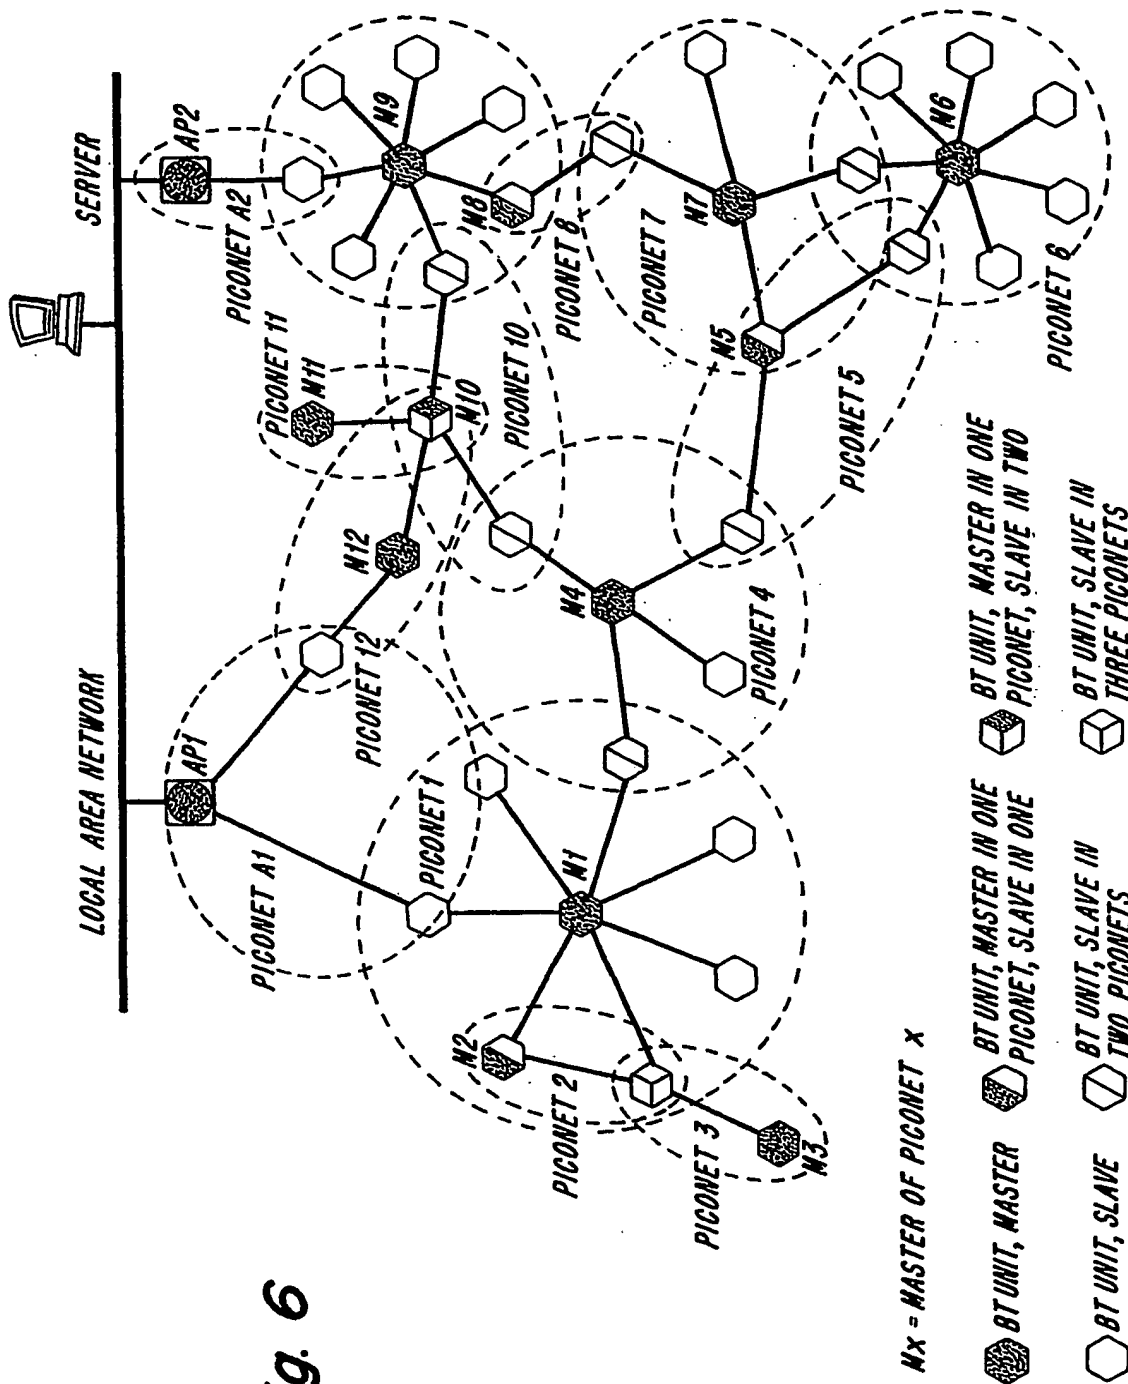 LOCAL AREA NETWORK
SERVER
AP1
AP2
PICONET A1
PICONET A2
PICONET 12
PICONET 11
M11
M12
M10
M9
M8
PICONET 10
PICONET 8
PICONET 1
M1
M2
PICONET 2
PICONET 3
M3
M4
PICONET 4
M5
PICONET 5
M7
PICONET 7
M6
PICONET 6
g. 6
Mx = MASTER OF PICONET x
BT UNIT, MASTER
BT UNIT, MASTER IN ONE
PICONET, SLAVE IN ONE
BT UNIT, MASTER IN ONE
PICONET, SLAVE IN TWO
BT UNIT, SLAVE
BT UNIT, SLAVE IN
TWO PICONETS
BT UNIT, SLAVE IN
THREE PICONETS